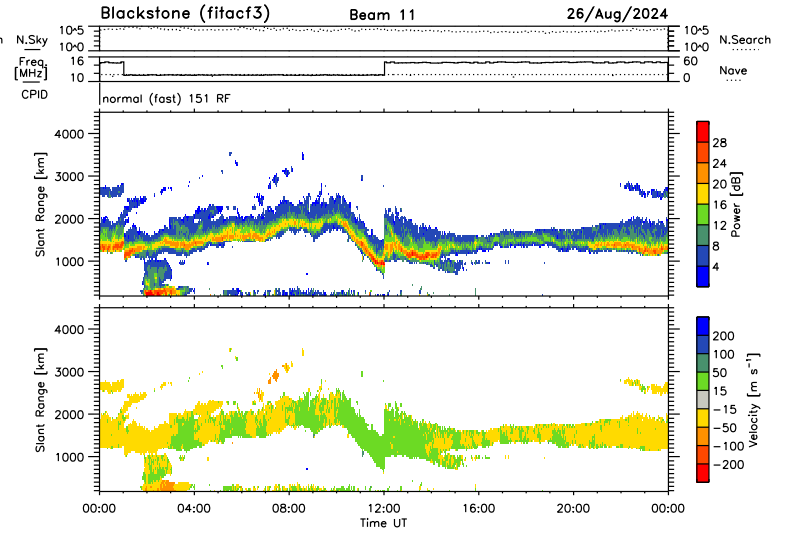 Blackstone (fitacf3) Beam 11 26/Aug/2024
n N.Sky 10^5 10^0 10^5 10^0 N.Search
Freq. [MHz] 16 10 60 0 Nave
CPID normal (fast) 151 RF
Slant Range [km] 4000 3000 2000 1000
28 24 20 16 12 8 4 Power [dB]
Slant Range [km] 4000 3000 2000 1000
200 100 50 15 -15 -50 -100 -200 Velocity [m s⁻¹]
00:00 04:00 08:00 12:00 16:00 20:00 00:00
Time UT